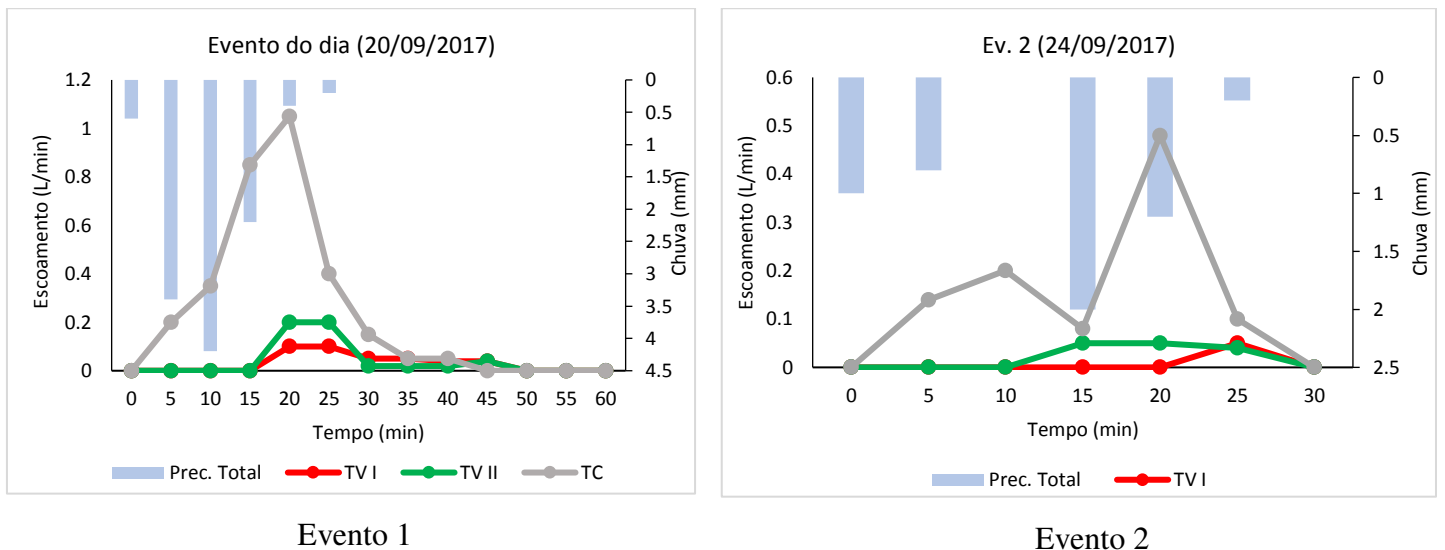 Evento do dia (20/09/2017)
Escoamento (L/min)
1.2
1
0.8
0.6
0.4
0.2
0
0
0.5
1
1.5
2
2.5
3
3.5
4
4.5
Chuva (mm)
0 5 10 15 20 25 30 35 40 45 50 55 60
Tempo (min)
Prec. Total TV I TV II TC
Evento 1
Ev. 2 (24/09/2017)
Escoamento (L/min)
0.6
0.5
0.4
0.3
0.2
0.1
0
0
0.5
1
1.5
2
2.5
Chuva (mm)
0 5 10 15 20 25 30
Tempo (min)
Prec. Total TV I
Evento 2